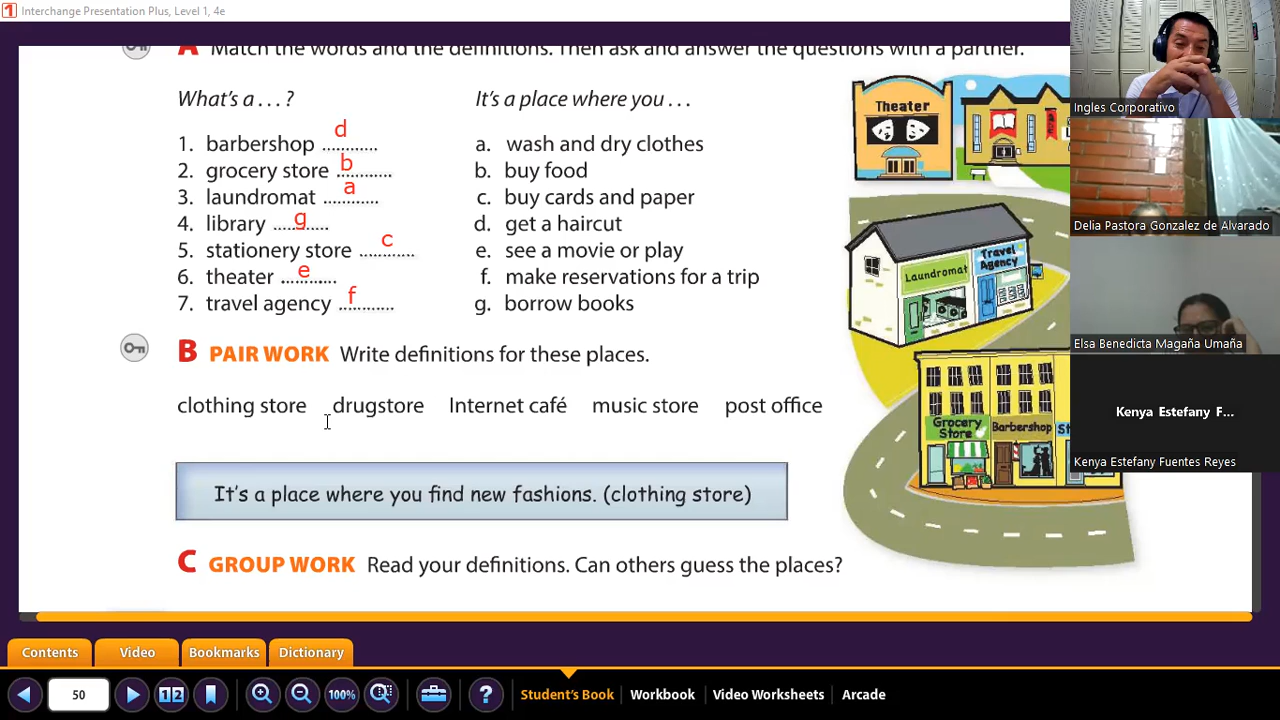 Interchange Presentation Plus, Level 1, 4e
A Match the words and the definitions. Then ask and answer the questions with a partner.
What's a . . . ?
It's a place where you . . .
1. barbershop ............ d
2. grocery store ............ b
3. laundromat ............ a
4. library ............ g
5. stationery store ............ c
6. theater ............ e
7. travel agency ............ f
a. wash and dry clothes
b. buy food
c. buy cards and paper
d. get a haircut
e. see a movie or play
f. make reservations for a trip
g. borrow books
B PAIR WORK Write definitions for these places.
clothing store drugstore Internet café music store post office
It's a place where you find new fashions. (clothing store)
C GROUP WORK Read your definitions. Can others guess the places?
Theater
Laundromat
Travel Agency
Grocery Store
Barbershop
St
Ingles Corporativo
Delia Pastora Gonzalez de Alvarado
Elsa Benedicta Magaña Umaña
Kenya Estefany F...
Kenya Estefany Fuentes Reyes
Contents Video Bookmarks Dictionary
50 12 100% ? Student's Book Workbook Video Worksheets Arcade